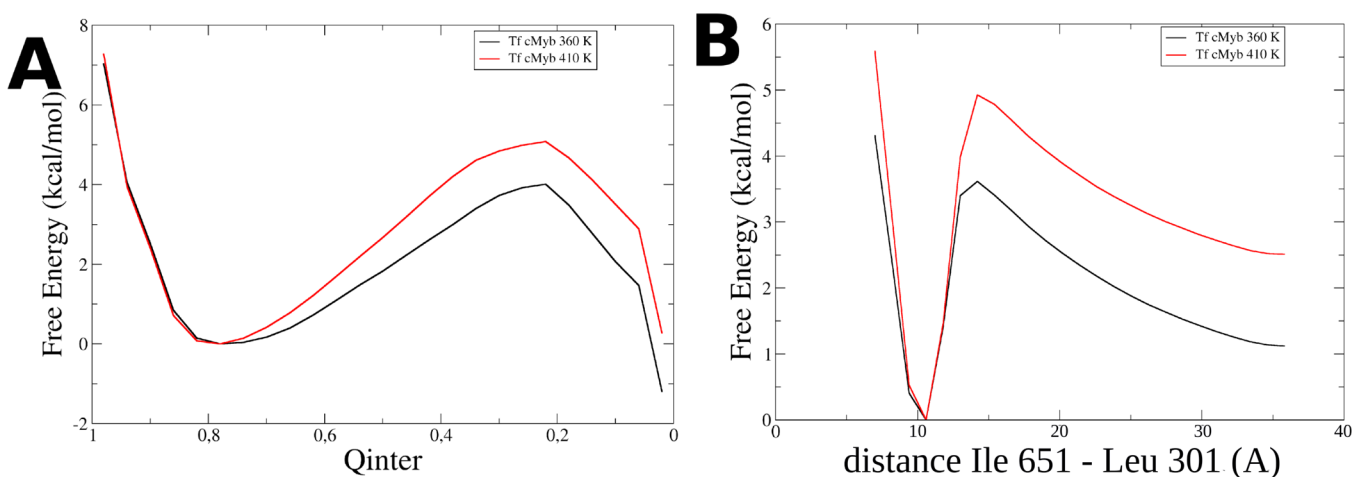 A
Free Energy (kcal/mol)
8
6
4
2
0
-2
Tf cMyb 360 K
Tf cMyb 410 K
1
0,8
0,6
0,4
0,2
0
Qinter
B
Free Energy (kcal/mol)
6
5
4
3
2
1
0
Tf cMyb 360 K
Tf cMyb 410 K
0
10
20
30
40
distance Ile 651 - Leu 301 (A)